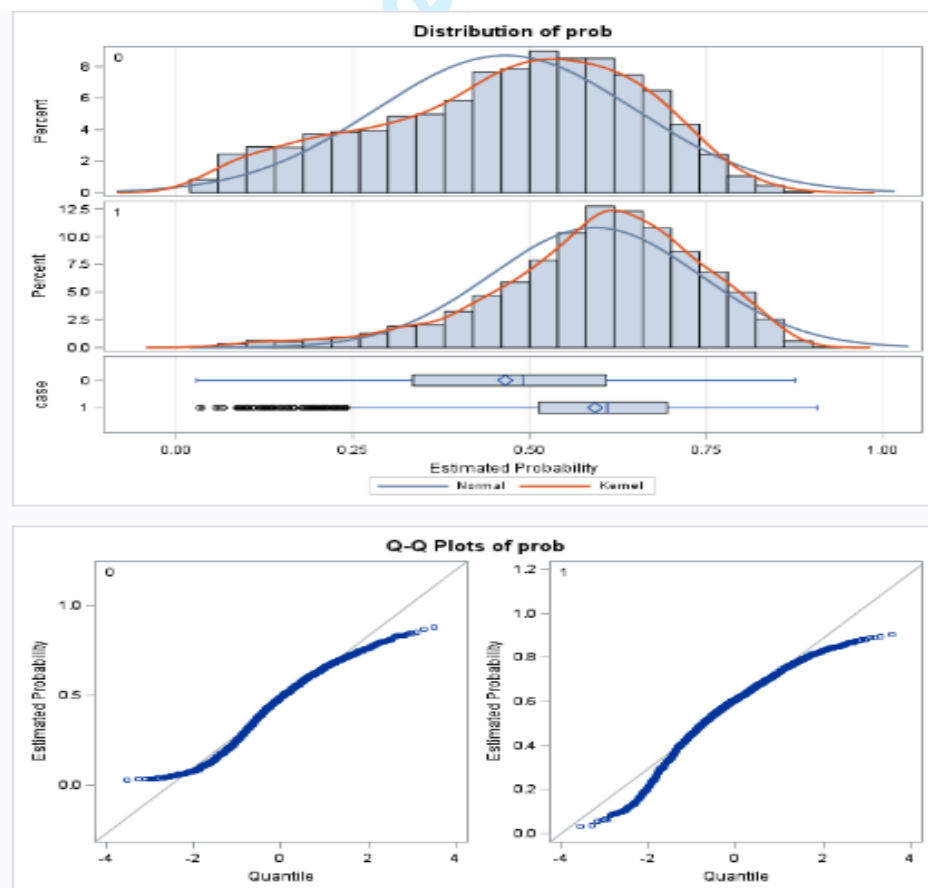 Distribution of prob
0
Percent
8
6
4
2
0
1
Percent
12.5
10.0
7.5
5.0
2.5
0.0
case
0
1
0.00 0.25 0.50 0.75 1.00
Estimated Probability
Normal Kernel
Q-Q Plots of prob
0
Estimated Probability
1.0
0.5
0.0
-4 -2 0 2 4
Quantile
1
Estimated Probability
1.2
1.0
0.8
0.6
0.4
0.2
0.0
-4 -2 0 2 4
Quantile